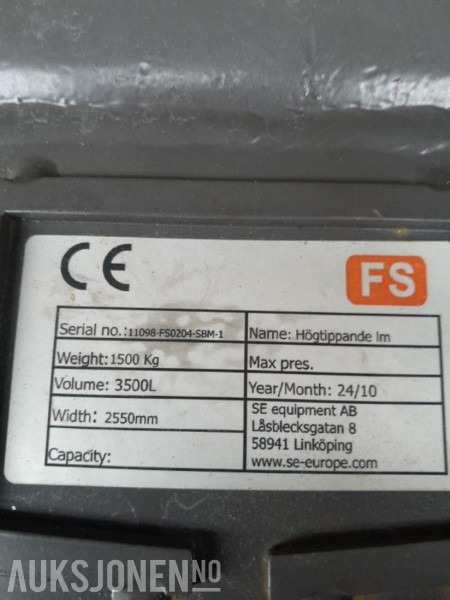 CE
FS
Serial no.:11098-FS0204-SBM-1
Name: Högtippande lm
Weight:1500 Kg
Max pres.
Volume: 3500L
Year/Month: 24/10
Width: 2550mm
SE equipment AB
Låsblecksgatan 8
58941 Linköping
www.se-europe.com
Capacity:
AUKSJONEN.NO